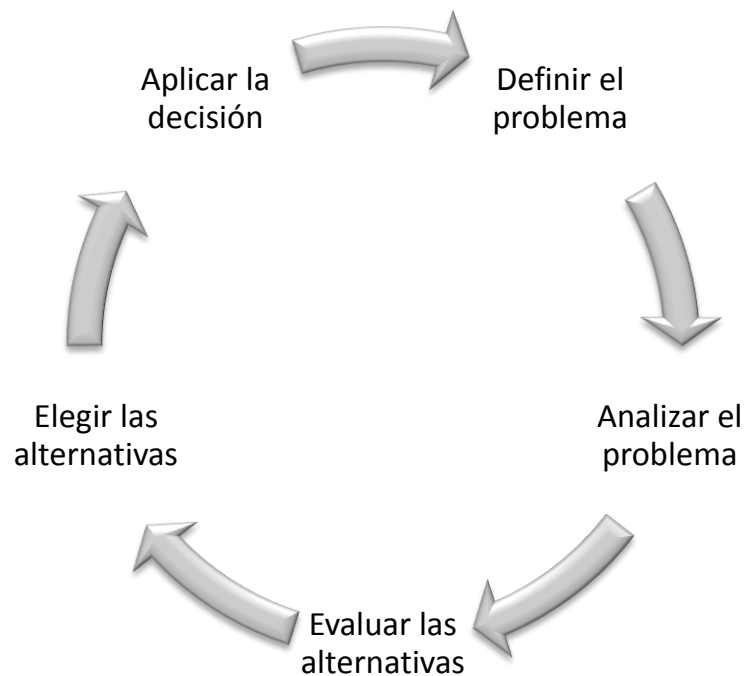 Aplicar la
decisión
Definir el
problema
Analizar el
problema
Evaluar las
alternativas
Elegir las
alternativas